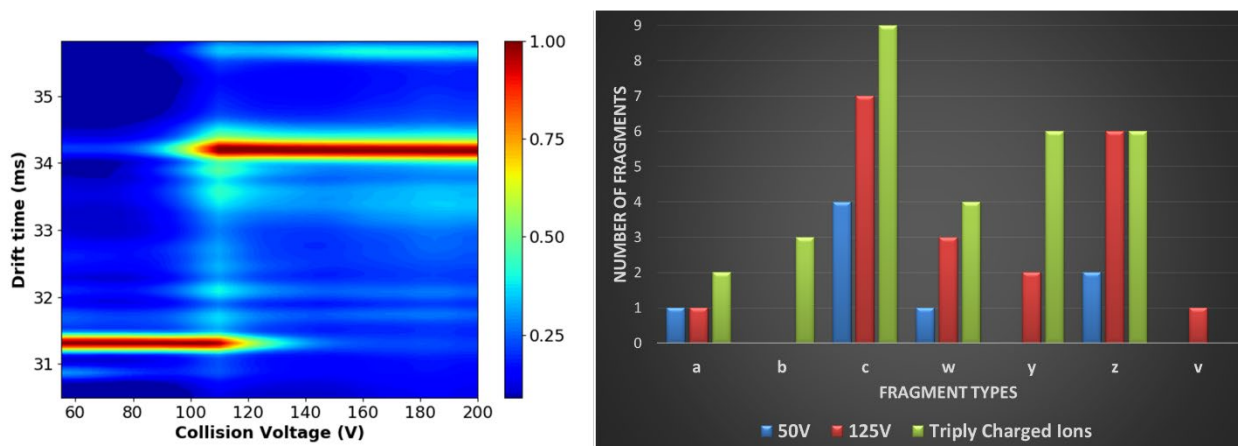 35
34
33
32
31
Drift time (ms)
60 80 100 120 140 160 180 200
Collision Voltage (V)
1.00
0.75
0.50
0.25
9
8
7
6
5
4
3
2
1
0
NUMBER OF FRAGMENTS
a b c w y z v
FRAGMENT TYPES
50V 125V Triply Charged Ions